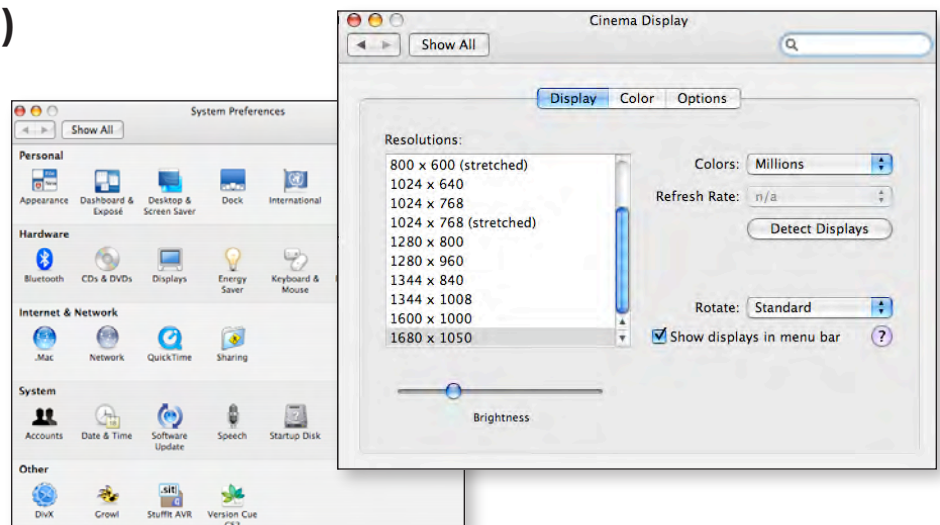 )
Cinema Display
Show All
Display Color Options
Resolutions:
800 x 600 (stretched)
1024 x 640
1024 x 768
1024 x 768 (stretched)
1280 x 800
1280 x 960
1344 x 840
1344 x 1008
1600 x 1000
1680 x 1050
Colors: Millions
Refresh Rate: n/a
Detect Displays
Rotate: Standard
Show displays in menu bar ?
Brightness
System Preferences
Show All
Personal
Appearance Dashboard & Desktop & Dock International
Exposé Screen Saver
Hardware
Bluetooth CDs & DVDs Displays Energy Keyboard &
Saver Mouse
Internet & Network
.Mac Network QuickTime Sharing
System
Accounts Date & Time Software Speech Startup Disk
Update
Other
.sit
DivX Growl StuffIt AVR Version Cue
CS3